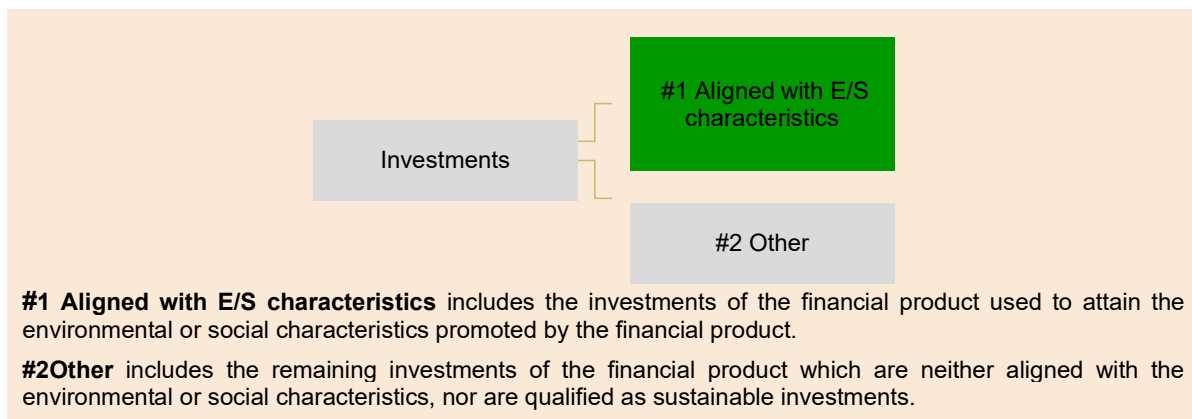 #1 Aligned with E/S
characteristics
Investments
#2 Other
#1 Aligned with E/S characteristics includes the investments of the financial product used to attain the
environmental or social characteristics promoted by the financial product.
#2Other includes the remaining investments of the financial product which are neither aligned with the
environmental or social characteristics, nor are qualified as sustainable investments.